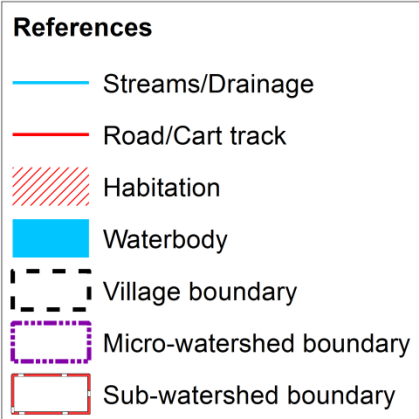 References
Streams/Drainage
Road/Cart track
Habitation
Waterbody
Village boundary
Micro-watershed boundary
Sub-watershed boundary